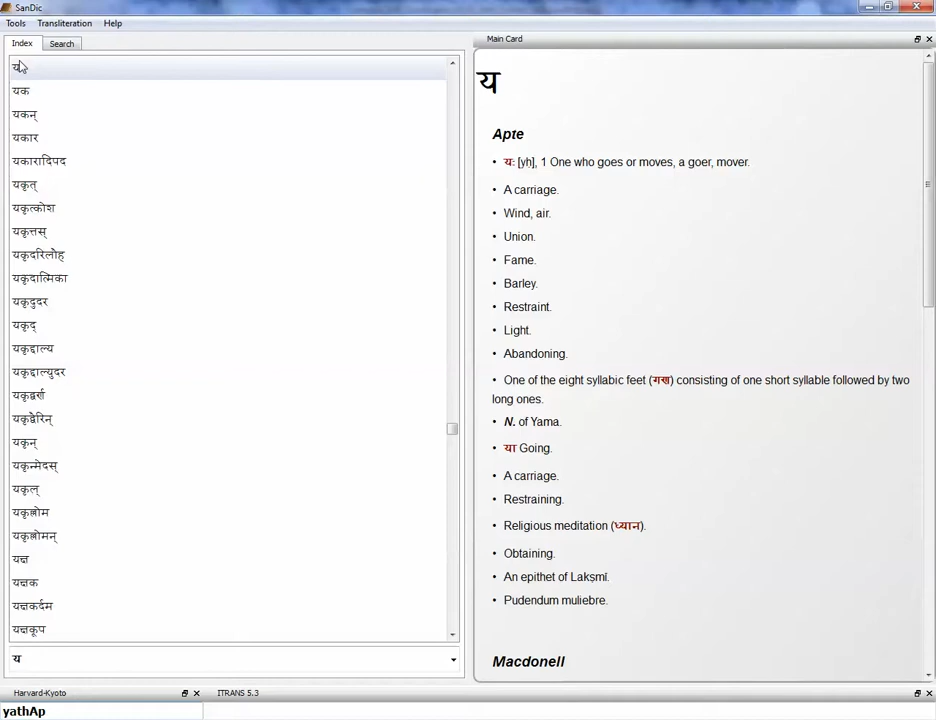 SanDic
Tools Transliteration Help
Index Search
य
यक
यकन्
यकार
यकारादिपद
यकृत्
यकृत्कोश
यकृत्तस्
यकृदरिलौह
यकृदात्मिका
यकृदुदर
यकृद्
यकृद्दाल्य
यकृद्दाल्युदर
यकृद्वर्ण
यकृद्वैरिन्
यकृन्
यकृन्मेदस्
यकृल्
यकृल्लोम
यकृल्लोमन्
यक्ष
यक्षक
यक्षकर्दम
यक्षकूप
य
Main Card
य
Apte
• यः [yḥ], 1 One who goes or moves, a goer, mover.
• A carriage.
• Wind, air.
• Union.
• Fame.
• Barley.
• Restraint.
• Light.
• Abandoning.
• One of the eight syllabic feet (गण) consisting of one short syllable followed by two
long ones.
• N. of Yama.
• या Going.
• A carriage.
• Restraining.
• Religious meditation (ध्यान).
• Obtaining.
• An epithet of Lakṣmī.
• Pudendum muliebre.
Macdonell
Harvard-Kyoto
yathAp
ITRANS 5.3